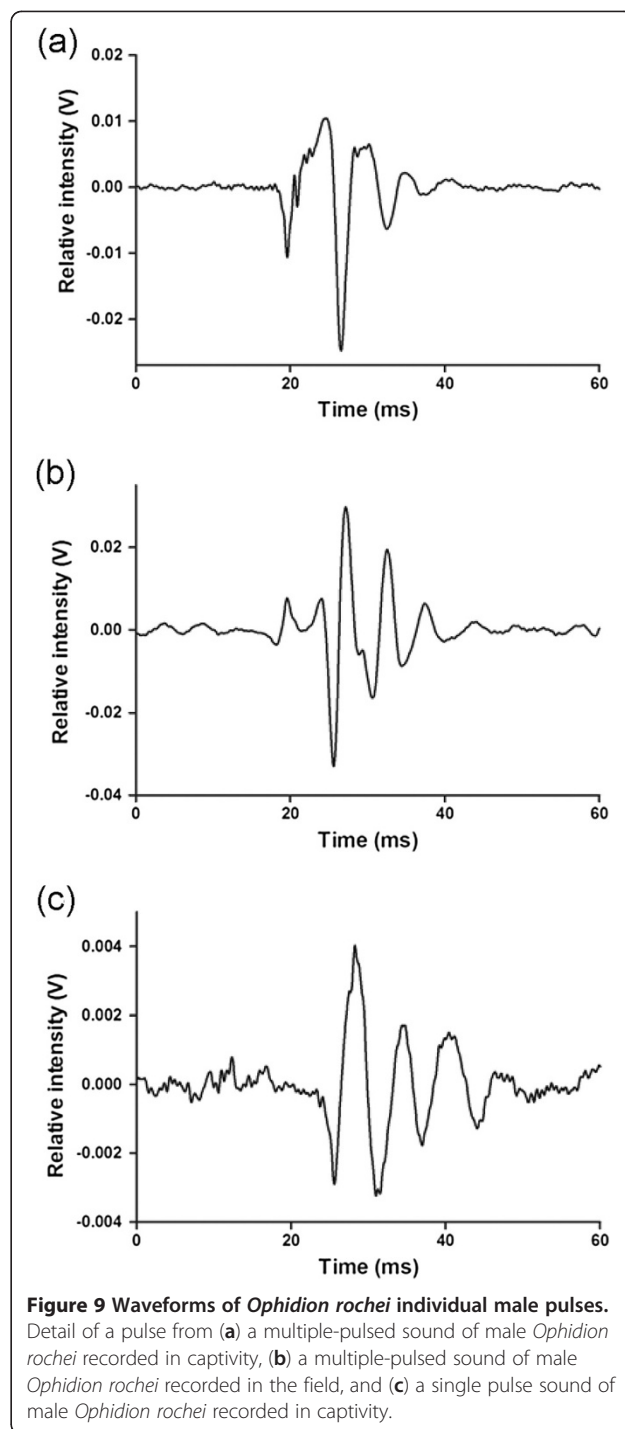 (a)
0.02
0.01
0.00
-0.01
-0.02
Relative intensity (V)
0 20 40 60
Time (ms)
(b)
0.02
0.00
-0.02
-0.04
Relative intensity (V)
0 20 40 60
Time (ms)
(c)
0.004
0.002
0.000
-0.002
-0.004
Relative intensity (V)
0 20 40 60
Time (ms)
Figure 9 Waveforms of Ophidion rochei individual male pulses.
Detail of a pulse from (a) a multiple-pulsed sound of male Ophidion
rochei recorded in captivity, (b) a multiple-pulsed sound of male
Ophidion rochei recorded in the field, and (c) a single pulse sound of
male Ophidion rochei recorded in captivity.